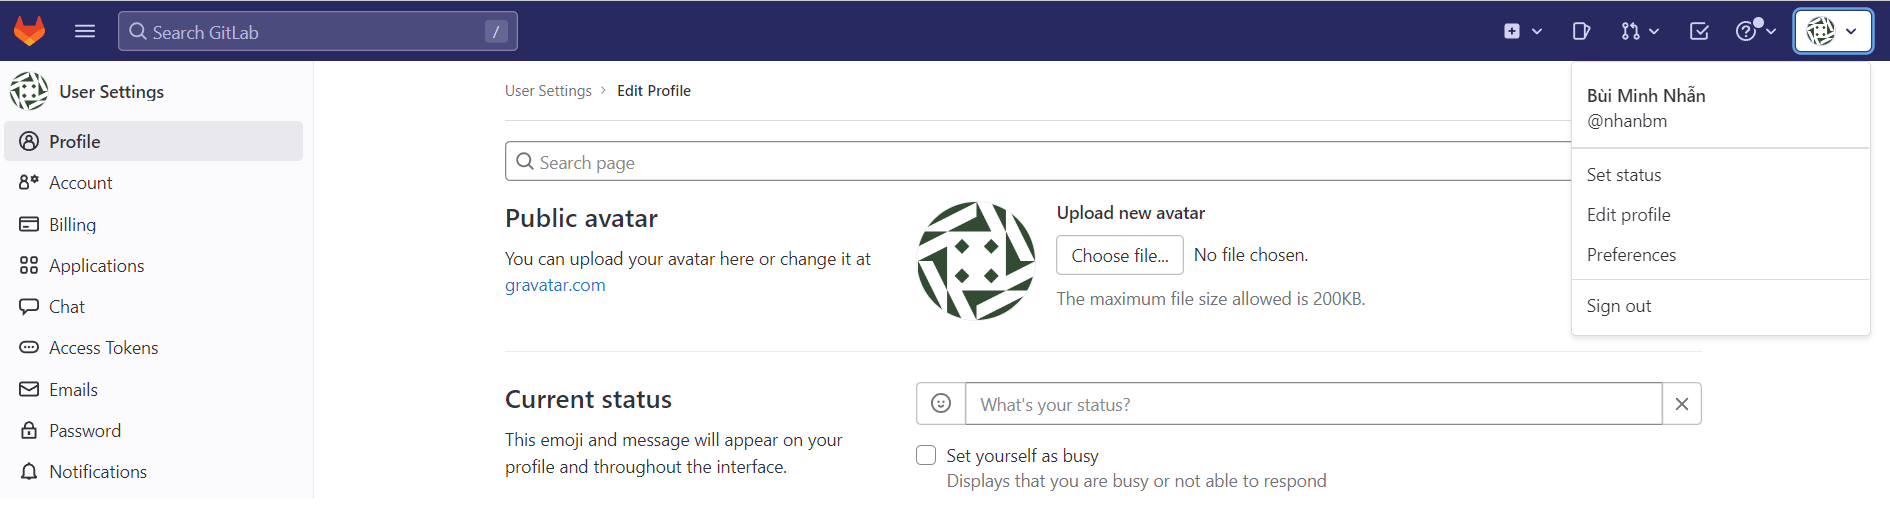 Search GitLab
/
User Settings
Profile
Account
Billing
Applications
Chat
Access Tokens
Emails
Password
Notifications
User Settings › Edit Profile
Search page
Public avatar
You can upload your avatar here or change it at
gravatar.com
Upload new avatar
Choose file...
No file chosen.
The maximum file size allowed is 200KB.
Current status
This emoji and message will appear on your
profile and throughout the interface.
What's your status?
Set yourself as busy
Displays that you are busy or not able to respond
Bùi Minh Nhẫn
@nhanbm
Set status
Edit profile
Preferences
Sign out